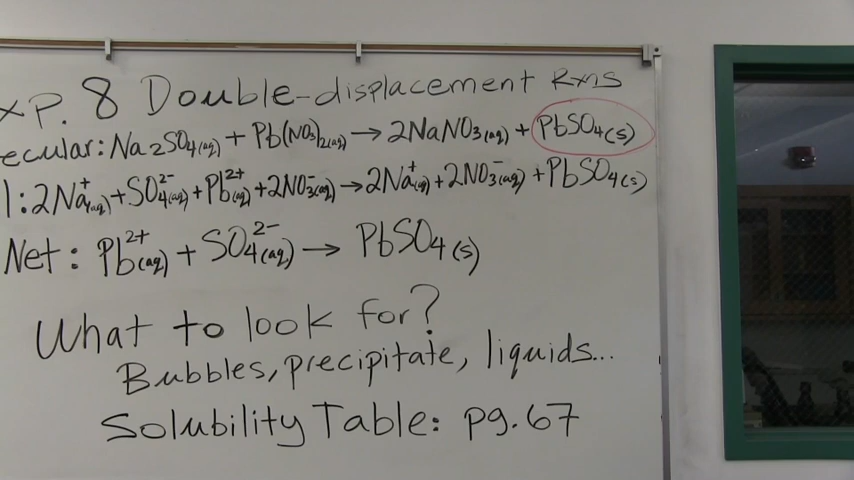 xp. 8 Double-displacement Rxns
ecular: Na2SO4(aq) + Pb(NO3)2(aq) → 2NaNO3(aq) + PbSO4(s)
l: 2Na⁺(aq) + SO4²⁻(aq) + Pb²⁺(aq) + 2NO3⁻(aq) → 2Na⁺(aq) + 2NO3⁻(aq) + PbSO4(s)
Net: Pb²⁺(aq) + SO4²⁻(aq) → PbSO4(s)
What to look for?
Bubbles, precipitate, liquids...
Solubility Table: pg. 67